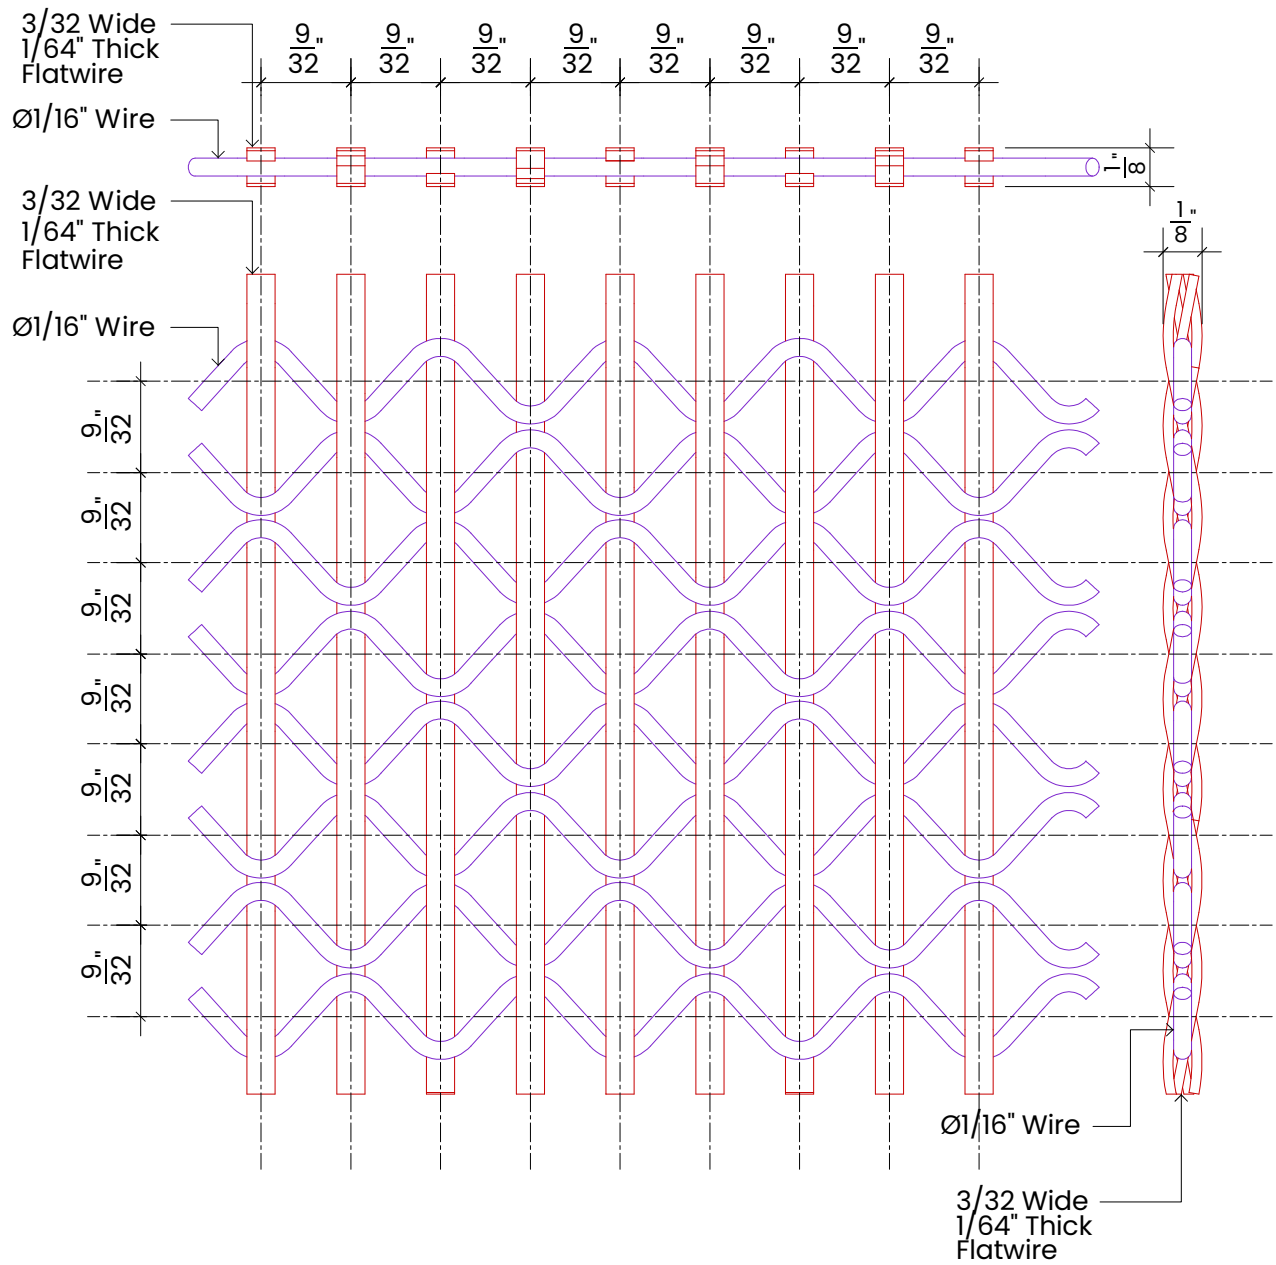 3/32 Wide
1/64" Thick
Flatwire
9/32" 9/32" 9/32" 9/32" 9/32" 9/32" 9/32" 9/32"
Ø1/16" Wire
1/8"
3/32 Wide
1/64" Thick
Flatwire
1/8"
Ø1/16" Wire
9/32"
9/32"
9/32"
9/32"
9/32"
9/32"
9/32"
Ø1/16" Wire
3/32 Wide
1/64" Thick
Flatwire